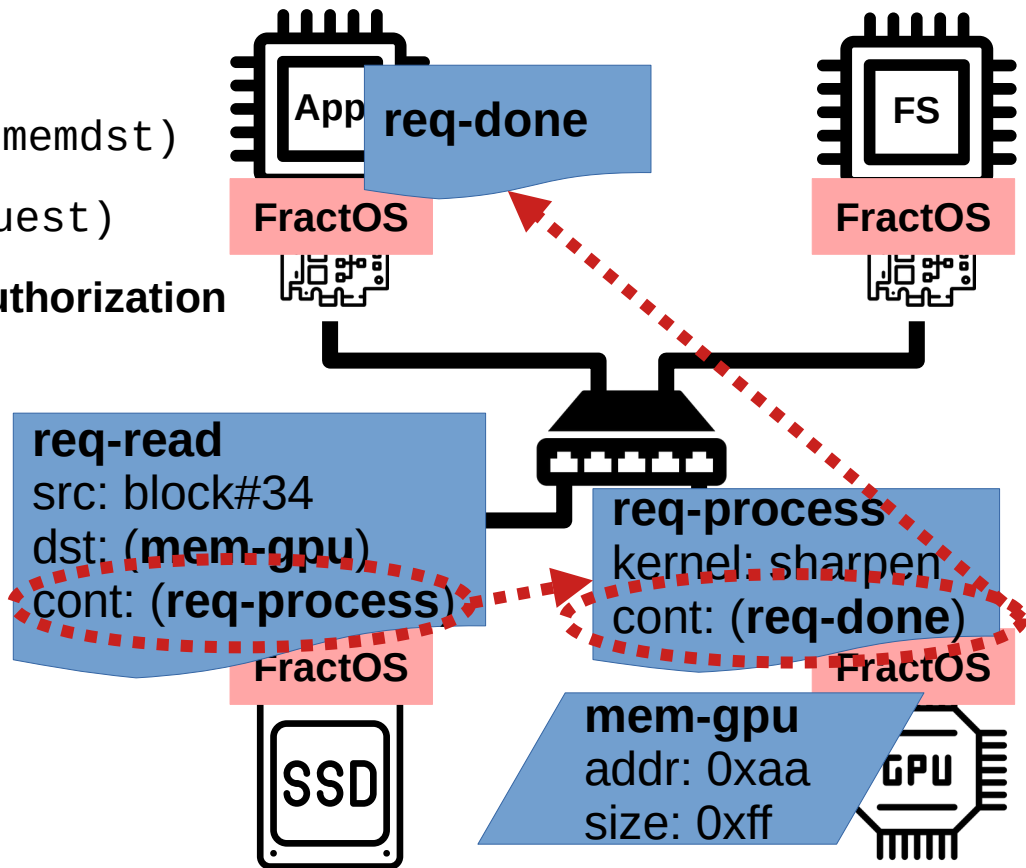 App
req-done
FS
memdst)
uest)
uthorization
FractOS
FractOS
req-read
src: block#34
dst: (mem-gpu)
cont: (req-process)
req-process
kernel: sharpen
cont: (req-done)
FractOS
FractOS
mem-gpu
addr: 0xaa
size: 0xff
SSD
GPU